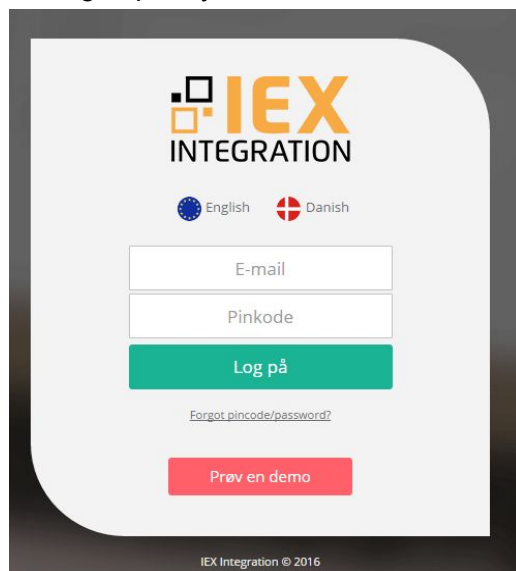 IEX
INTEGRATION
English Danish
E-mail
Pinkode
Log på
Forgot pincode/password?
Prøv en demo
IEX Integration © 2016